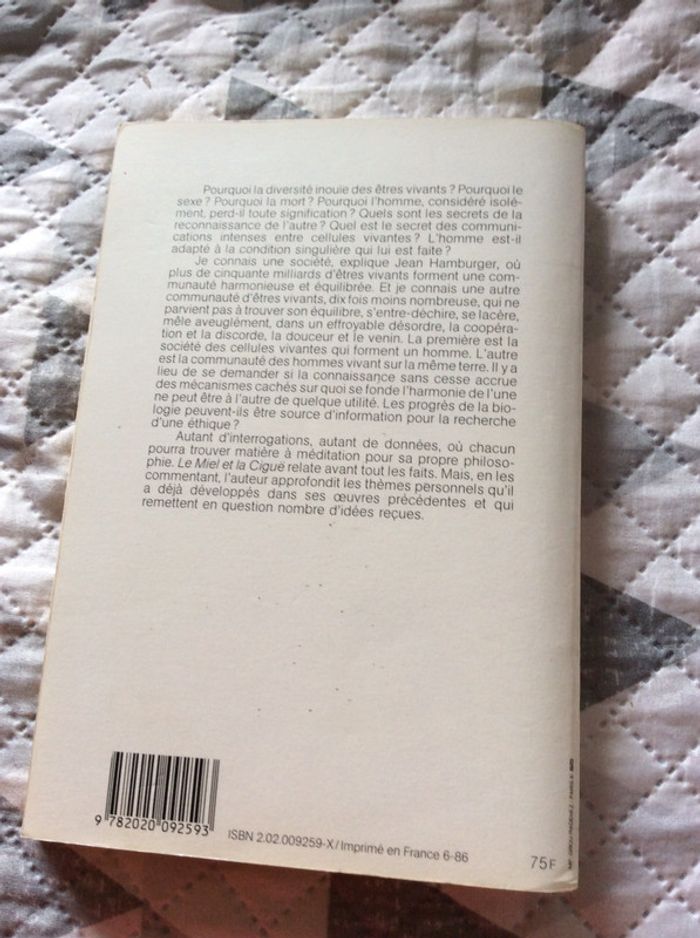 Pourquoi la diversité inouïe des êtres vivants ? Pourquoi le
sexe ? Pourquoi la mort ? Pourquoi l'homme, considéré isolé-
ment, perd-il toute signification ? Quels sont les secrets de la
reconnaissance de l'autre ? Quel est le secret des communi-
cations intenses entre cellules vivantes ? L'homme est-il
adapté à la condition singulière qui lui est faite ?
Je connais une société, explique Jean Hamburger, où
plus de cinquante milliards d'êtres vivants forment une com-
munauté harmonieuse et équilibrée. Et je connais une autre
communauté d'êtres vivants, dix fois moins nombreuse, qui ne
parvient pas à trouver son équilibre, s'entre-déchire, se lacère,
mêle aveuglément, dans un effroyable désordre, la coopéra-
tion et la discorde, la douceur et le venin. La première est la
société des cellules vivantes qui forment un homme. L'autre
est la communauté des hommes vivant sur la même terre. Il y a
lieu de se demander si la connaissance sans cesse accrue
des mécanismes cachés sur quoi se fonde l'harmonie de l'une
ne peut être à l'autre de quelque utilité. Les progrès de la bio-
logie peuvent-ils être source d'information pour la recherche
d'une éthique ?
Autant d'interrogations, autant de données, où chacun
pourra trouver matière à méditation pour sa propre philoso-
phie. Le Miel et la Ciguë relate avant tout les faits. Mais, en les
commentant, l'auteur approfondit les thèmes personnels qu'il
a déjà développés dans ses œuvres précédentes et qui
remettent en question nombre d'idées reçues.
9 782020 092593
ISBN 2.02.009259-X / Imprimé en France 6-86
75F